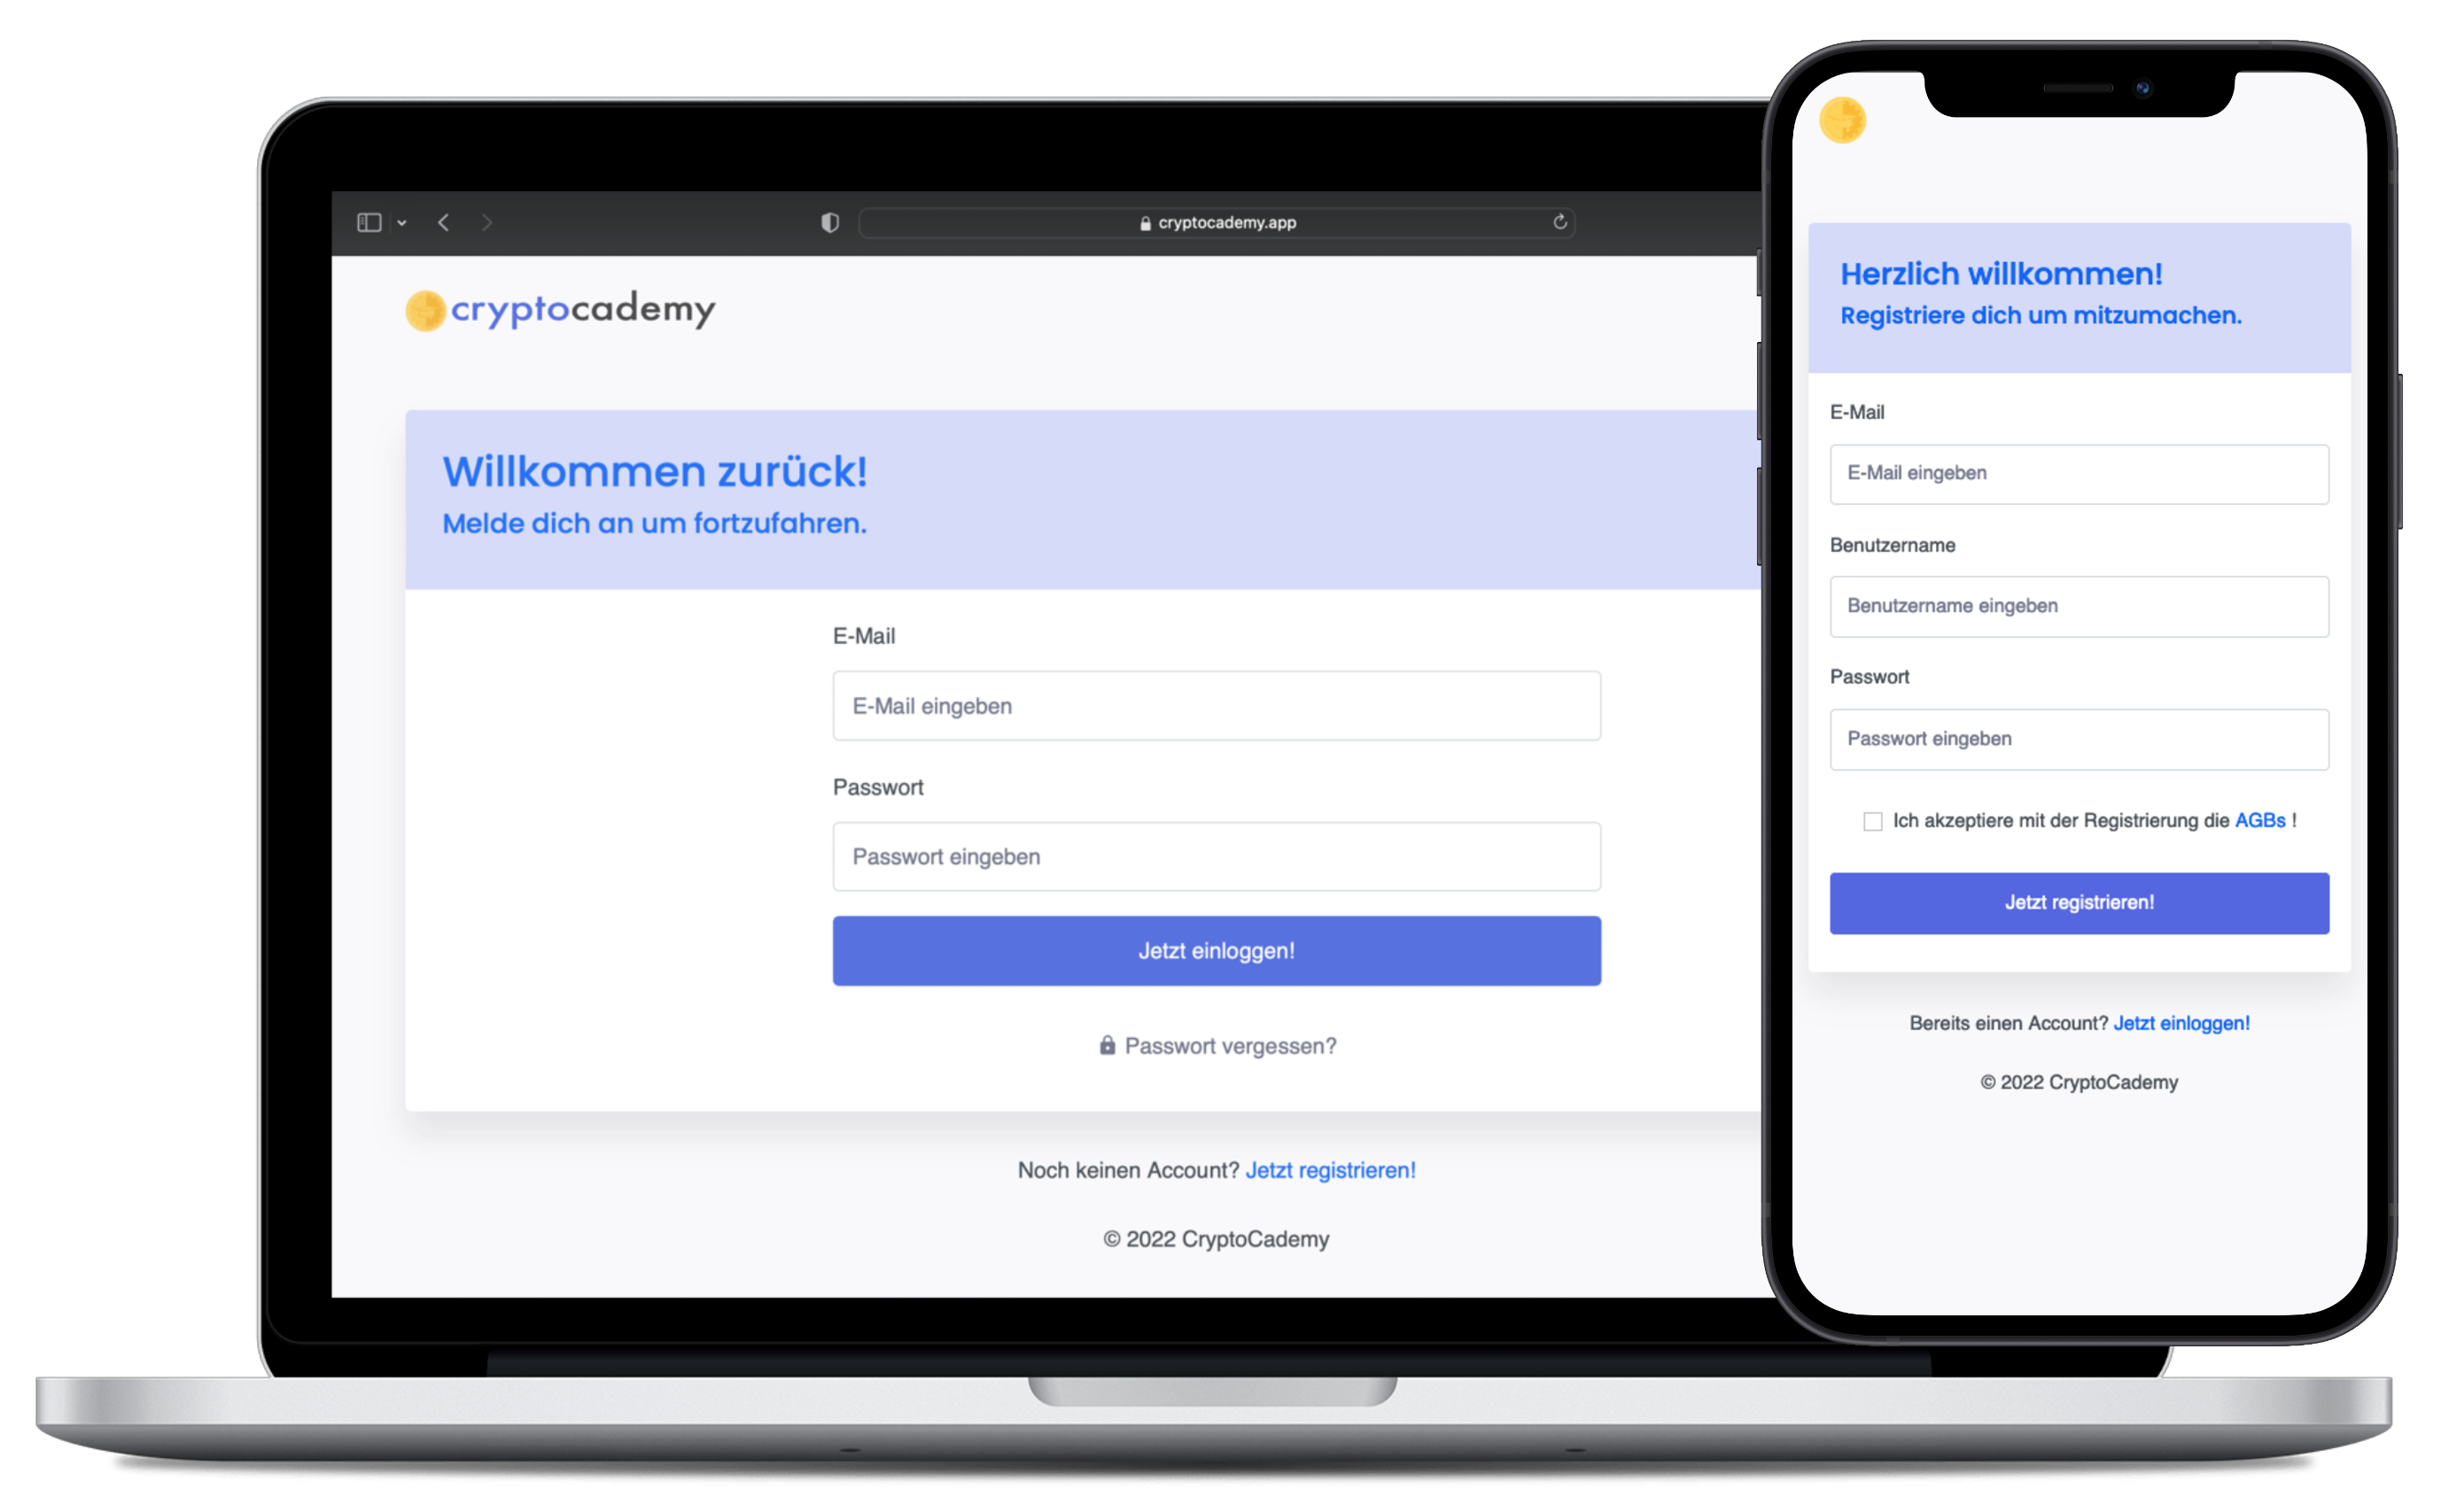 cryptocademy.app
cryptocademy
Willkommen zurück!
Melde dich an um fortzufahren.
E-Mail
E-Mail eingeben
Passwort
Passwort eingeben
Jetzt einloggen!
Passwort vergessen?
Noch keinen Account? Jetzt registrieren!
© 2022 CryptoCademy
Herzlich willkommen!
Registriere dich um mitzumachen.
E-Mail
E-Mail eingeben
Benutzername
Benutzername eingeben
Passwort
Passwort eingeben
Ich akzeptiere mit der Registrierung die AGBs !
Jetzt registrieren!
Bereits einen Account? Jetzt einloggen!
© 2022 CryptoCademy